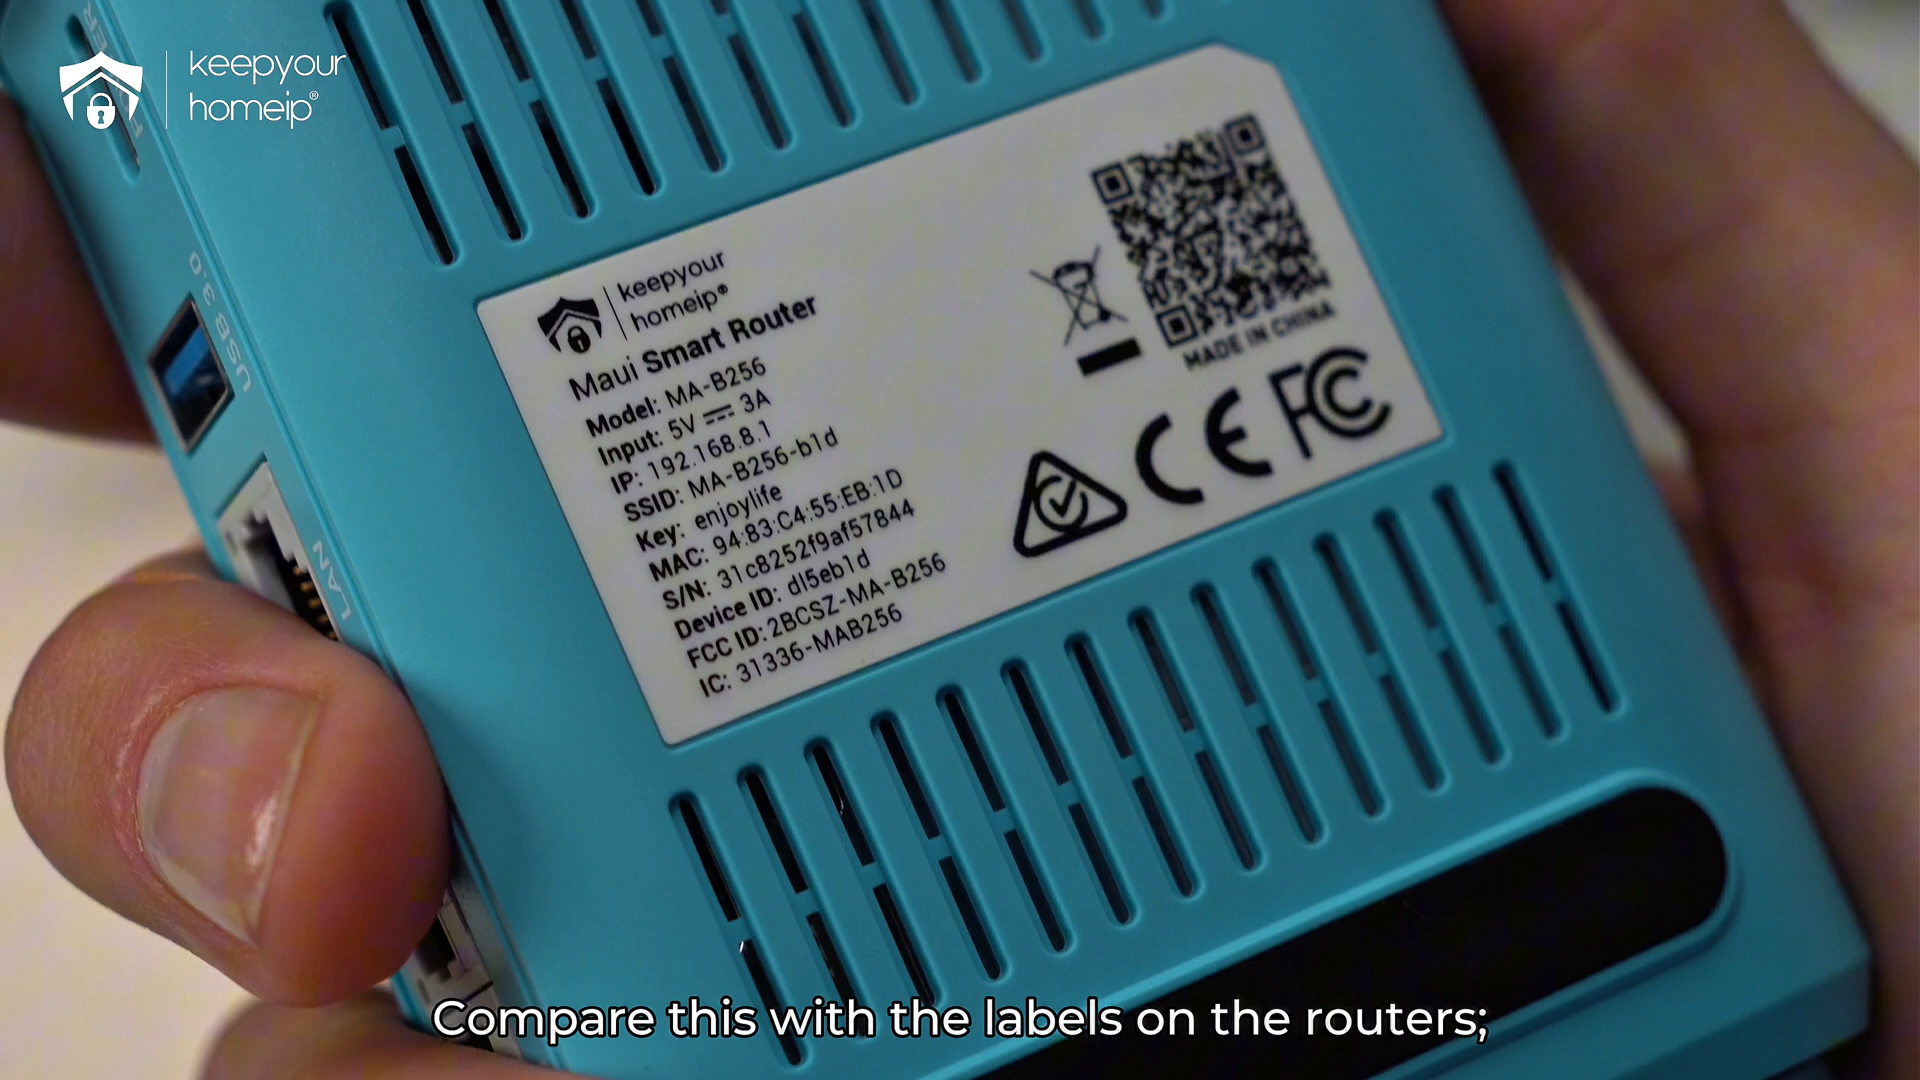 keepyour
homeip®
USB 3.0
LAN
keepyour
homeip®
Maui Smart Router
Model: MA-B256
Input: 5V ⎓ 3A
IP: 192.168.8.1
SSID: MA-B256-b1d
Key: enjoylife
MAC: 94:83:C4:55:EB:1D
S/N: 31c8252f9af57844
Device ID: dl5eb1d
FCC ID: 2BCSZ-MA-B256
IC: 31336-MAB256
MADE IN CHINA
CE FC
Compare this with the labels on the routers;